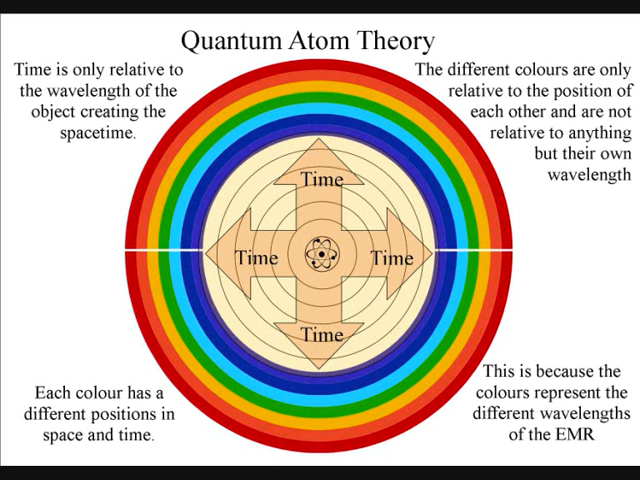 Quantum Atom Theory
Time is only relative to
the wavelength of the
object creating the
spacetime.
The different colours are only
relative to the position of
each other and are not
relative to anything
but their own
wavelength
Time
Time
Time
Time
Each colour has a
different positions in
space and time.
This is because the
colours represent the
different wavelengths
of the EMR